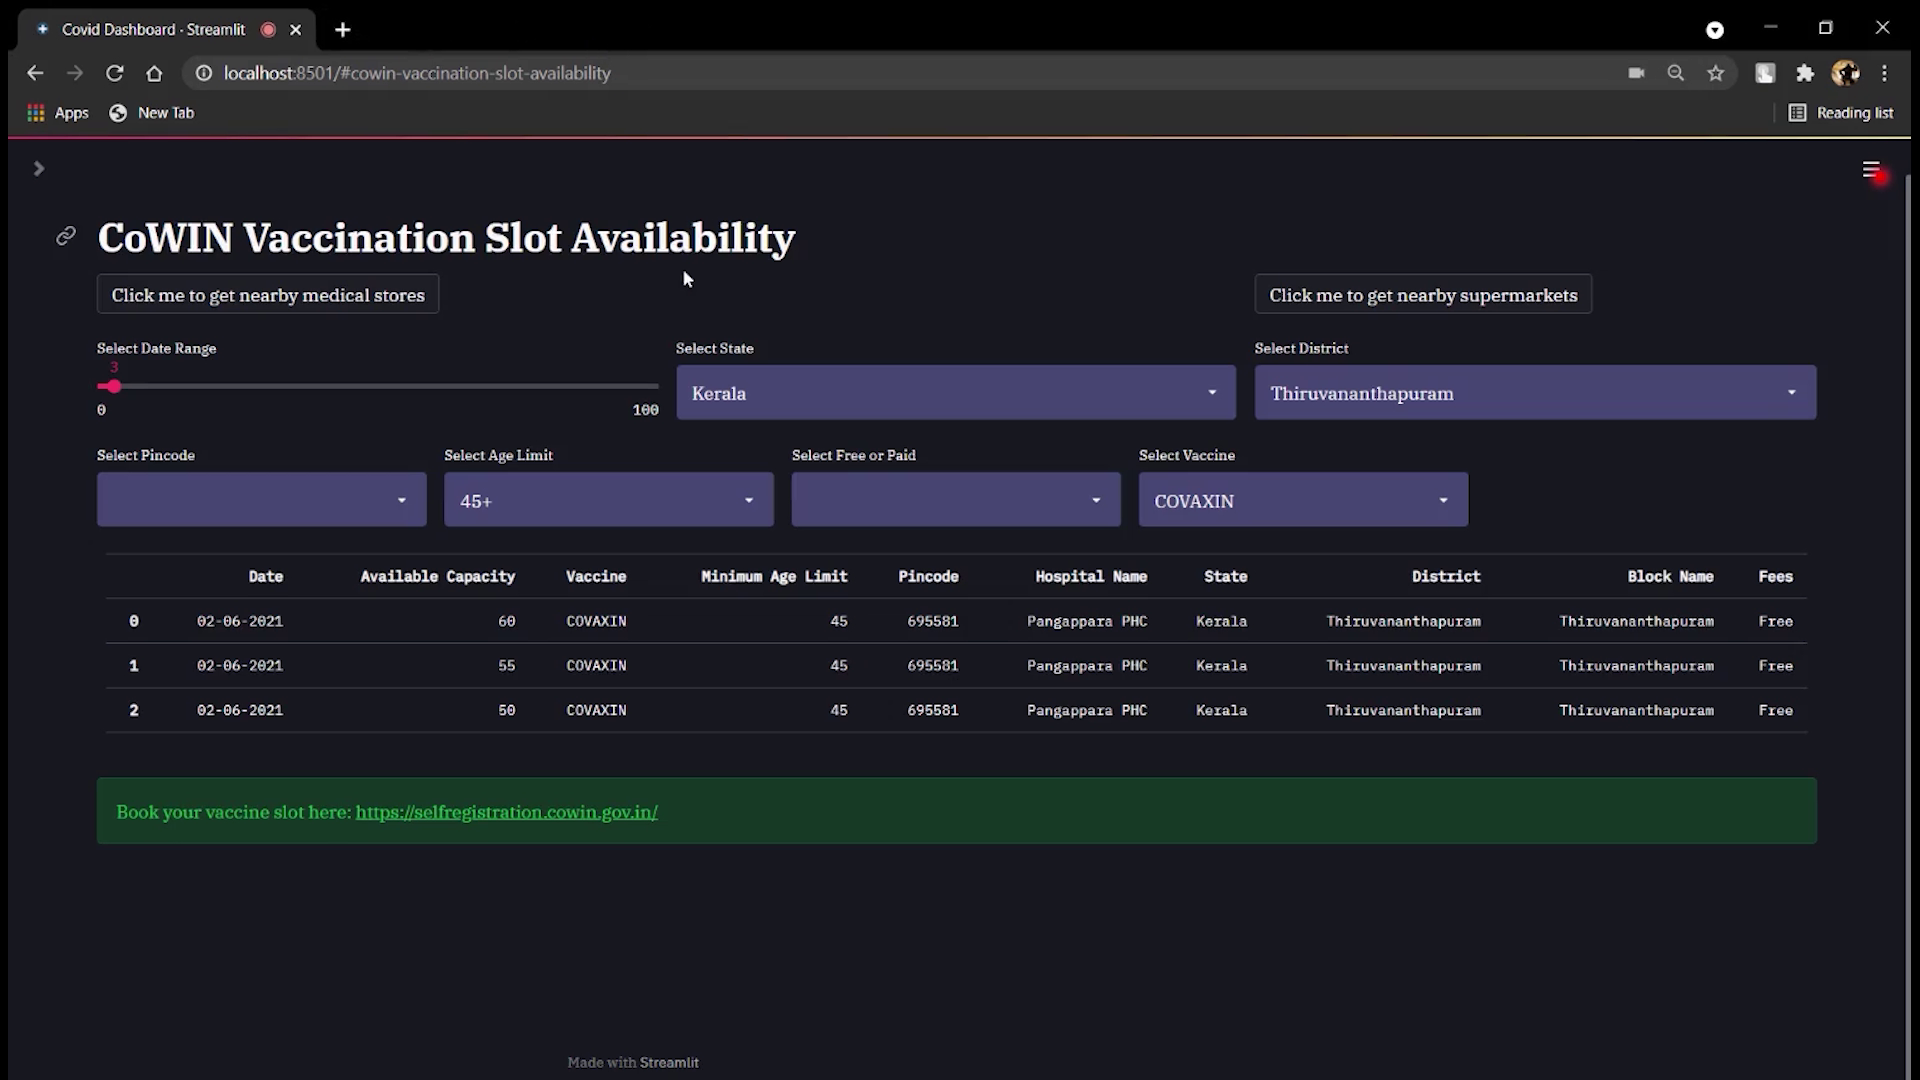 Covid Dashboard · Streamlit
localhost:8501/#cowin-vaccination-slot-availability
Apps New Tab Reading list
CoWIN Vaccination Slot Availability
Click me to get nearby medical stores Click me to get nearby supermarkets
Select Date Range Select State Select District
3
Kerala Thiruvananthapuram
0 100
Select Pincode Select Age Limit Select Free or Paid Select Vaccine
45+ COVAXIN
Date Available Capacity Vaccine Minimum Age Limit Pincode Hospital Name State District Block Name Fees
0 02-06-2021 60 COVAXIN 45 695581 Pangappara PHC Kerala Thiruvananthapuram Thiruvananthapuram Free
1 02-06-2021 55 COVAXIN 45 695581 Pangappara PHC Kerala Thiruvananthapuram Thiruvananthapuram Free
2 02-06-2021 50 COVAXIN 45 695581 Pangappara PHC Kerala Thiruvananthapuram Thiruvananthapuram Free
Book your vaccine slot here: https://selfregistration.cowin.gov.in/
Made with Streamlit